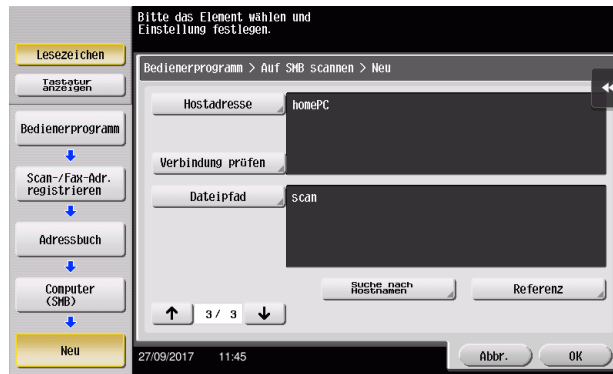 Bitte das Element wählen und
Einstellung festlegen.
Lesezeichen
Tastatur
anzeigen
Bedienerprogramm
Scan-/Fax-Adr.
registrieren
Adressbuch
Computer
(SMB)
Neu
Bedienerprogramm > Auf SMB scannen > Neu
Hostadresse
homePC
Verbindung prüfen
Dateipfad
scan
Suche nach
Hostnamen
Referenz
3/ 3
27/09/2017 11:45
Abbr.
OK